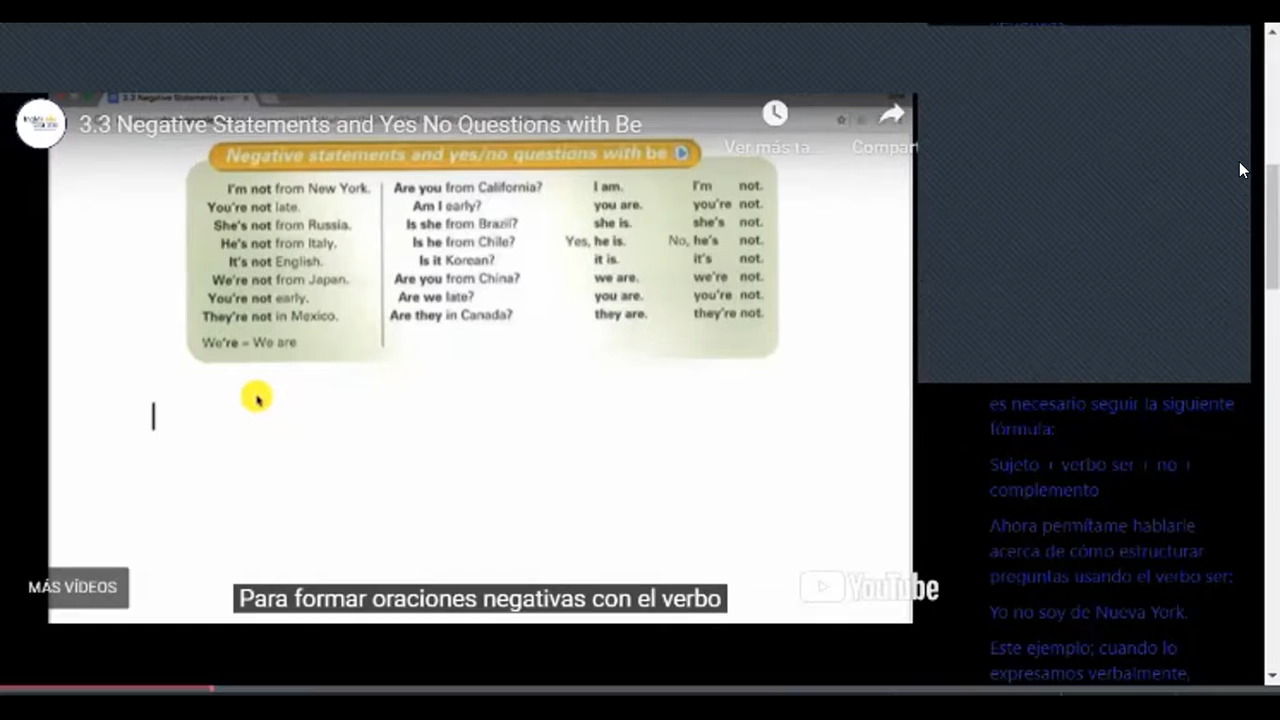 3.3 Negative Statements and Yes No Questions with Be
Ver más ta...
Compart
Negative statements and yes/no questions with be
I'm not from New York.
You're not late.
She's not from Russia.
He's not from Italy.
It's not English.
We're not from Japan.
You're not early.
They're not in Mexico.
We're = We are
Are you from California?
Am I early?
Is she from Brazil?
Is he from Chile?
Is it Korean?
Are you from China?
Are we late?
Are they in Canada?
I am.
you are.
she is.
Yes, he is.
it is.
we are.
you are.
they are.
I'm not.
you're not.
she's not.
No, he's not.
it's not.
we're not.
you're not.
they're not.
MÁS VÍDEOS
Para formar oraciones negativas con el verbo
YouTube
es necesario seguir la siguiente
fórmula:
Sujeto + verbo ser + no +
complemento
Ahora permítame hablarle
acerca de cómo estructurar
preguntas usando el verbo ser:
Yo no soy de Nueva York.
Este ejemplo; cuando lo
expresamos verbalmente,